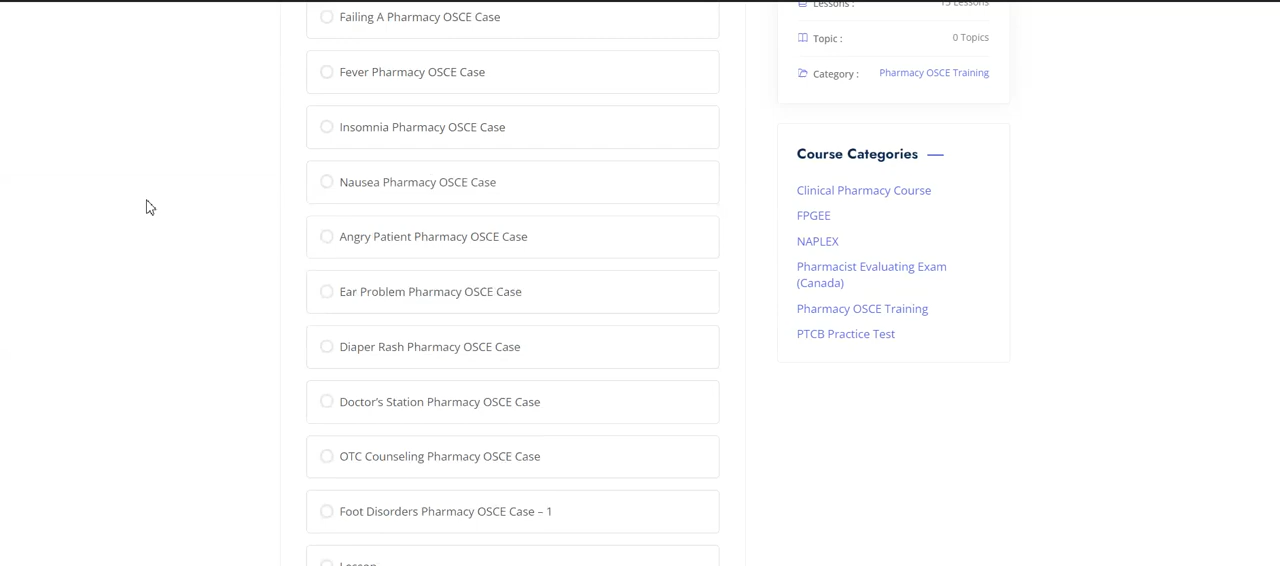 Failing A Pharmacy OSCE Case
Fever Pharmacy OSCE Case
Insomnia Pharmacy OSCE Case
Nausea Pharmacy OSCE Case
Angry Patient Pharmacy OSCE Case
Ear Problem Pharmacy OSCE Case
Diaper Rash Pharmacy OSCE Case
Doctor’s Station Pharmacy OSCE Case
OTC Counseling Pharmacy OSCE Case
Foot Disorders Pharmacy OSCE Case – 1
Lesson
Lessons : Lessons
Topic : 0 Topics
Category : Pharmacy OSCE Training
Course Categories
Clinical Pharmacy Course
FPGEE
NAPLEX
Pharmacist Evaluating Exam
(Canada)
Pharmacy OSCE Training
PTCB Practice Test